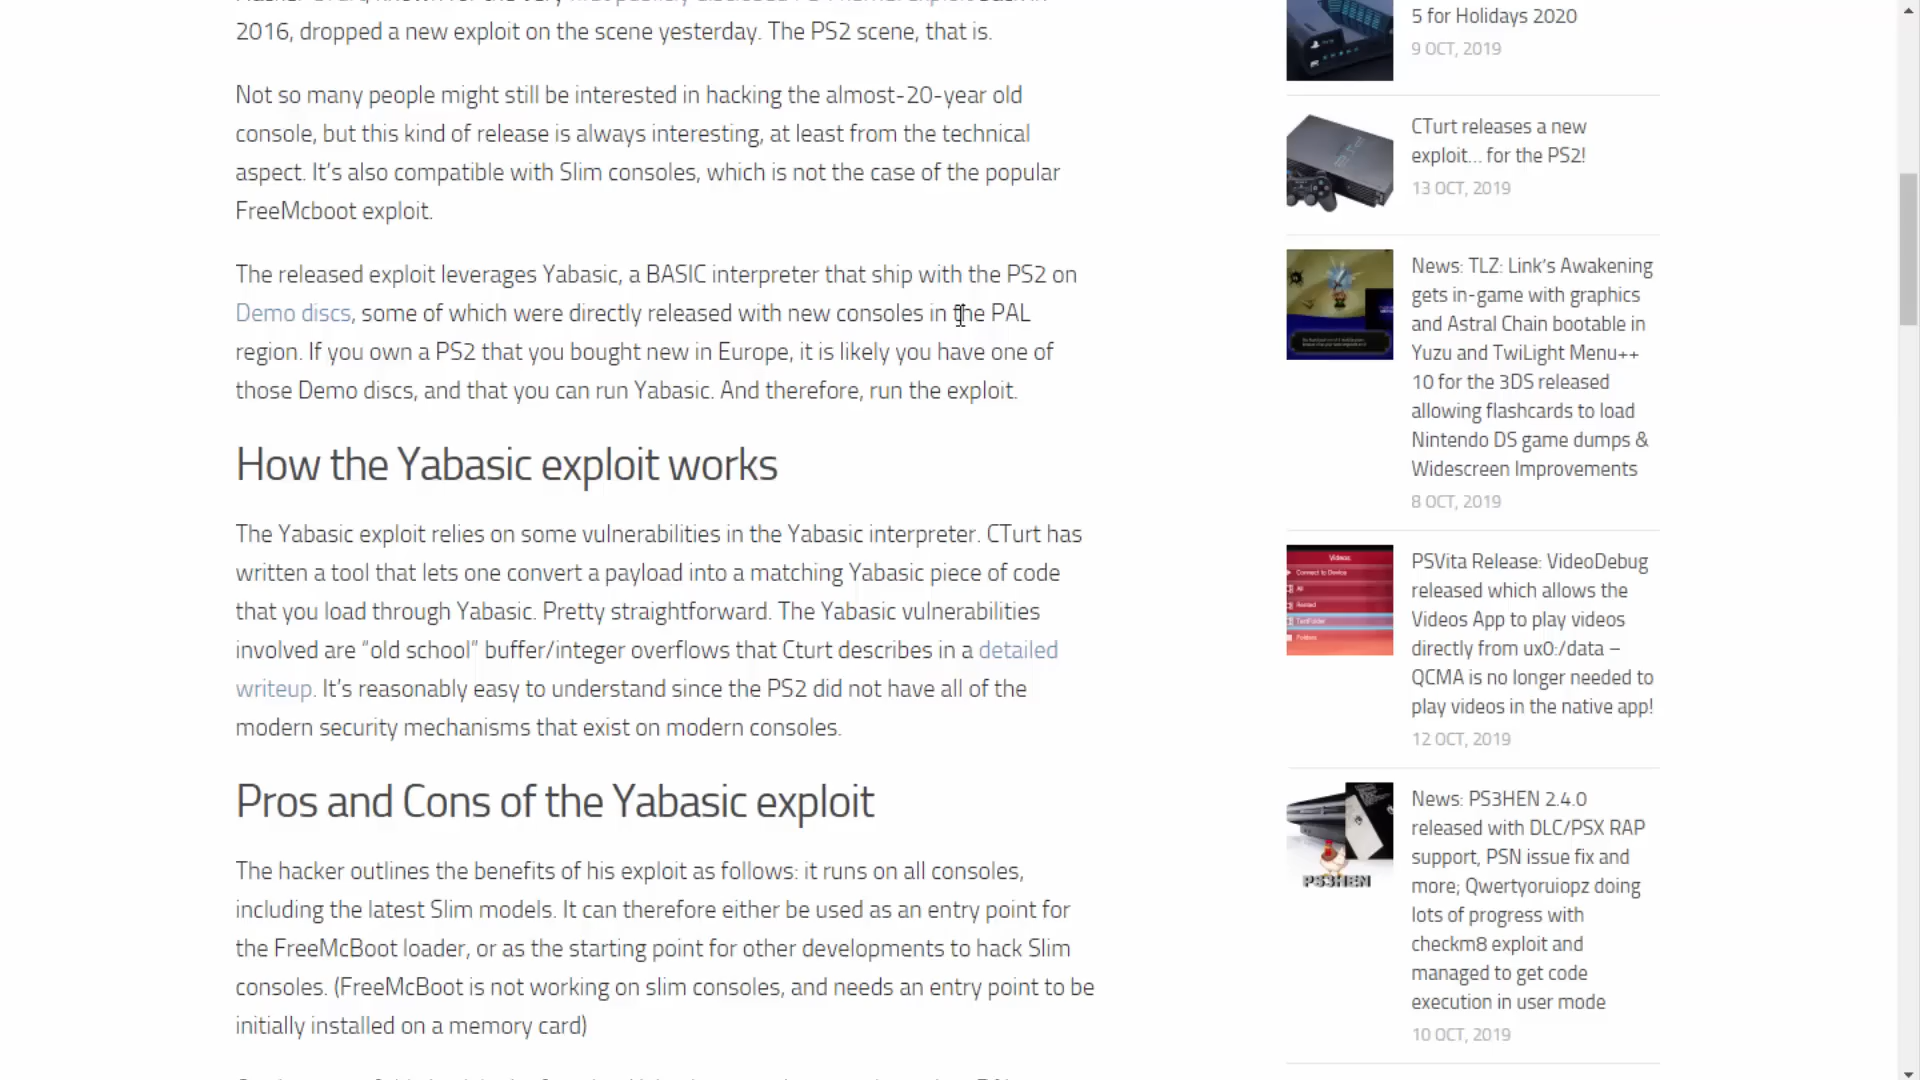 2016, dropped a new exploit on the scene yesterday. The PS2 scene, that is.
Not so many people might still be interested in hacking the almost-20-year old
console, but this kind of release is always interesting, at least from the technical
aspect. It’s also compatible with Slim consoles, which is not the case of the popular
FreeMcboot exploit.
The released exploit leverages Yabasic, a BASIC interpreter that ship with the PS2 on
Demo discs, some of which were directly released with new consoles in the PAL
region. If you own a PS2 that you bought new in Europe, it is likely you have one of
those Demo discs, and that you can run Yabasic. And therefore, run the exploit.
How the Yabasic exploit works
The Yabasic exploit relies on some vulnerabilities in the Yabasic interpreter. CTurt has
written a tool that lets one convert a payload into a matching Yabasic piece of code
that you load through Yabasic. Pretty straightforward. The Yabasic vulnerabilities
involved are “old school” buffer/integer overflows that Cturt describes in a detailed
writeup. It’s reasonably easy to understand since the PS2 did not have all of the
modern security mechanisms that exist on modern consoles.
Pros and Cons of the Yabasic exploit
The hacker outlines the benefits of his exploit as follows: it runs on all consoles,
including the latest Slim models. It can therefore either be used as an entry point for
the FreeMcBoot loader, or as the starting point for other developments to hack Slim
consoles. (FreeMcBoot is not working on slim consoles, and needs an entry point to be
initially installed on a memory card)
5 for Holidays 2020
9 OCT, 2019
CTurt releases a new
exploit… for the PS2!
13 OCT, 2019
News: TLZ: Link’s Awakening
gets in-game with graphics
and Astral Chain bootable in
Yuzu and TwiLight Menu++
10 for the 3DS released
allowing flashcards to load
Nintendo DS game dumps &
Widescreen Improvements
8 OCT, 2019
Videos
Connect to Device
All
PSVita Release: VideoDebug
released which allows the
Videos App to play videos
directly from ux0:/data –
QCMA is no longer needed to
play videos in the native app!
12 OCT, 2019
PS3HEN
News: PS3HEN 2.4.0
released with DLC/PSX RAP
support, PSN issue fix and
more; Qwertyoruiopz doing
lots of progress with
checkm8 exploit and
managed to get code
execution in user mode
10 OCT, 2019